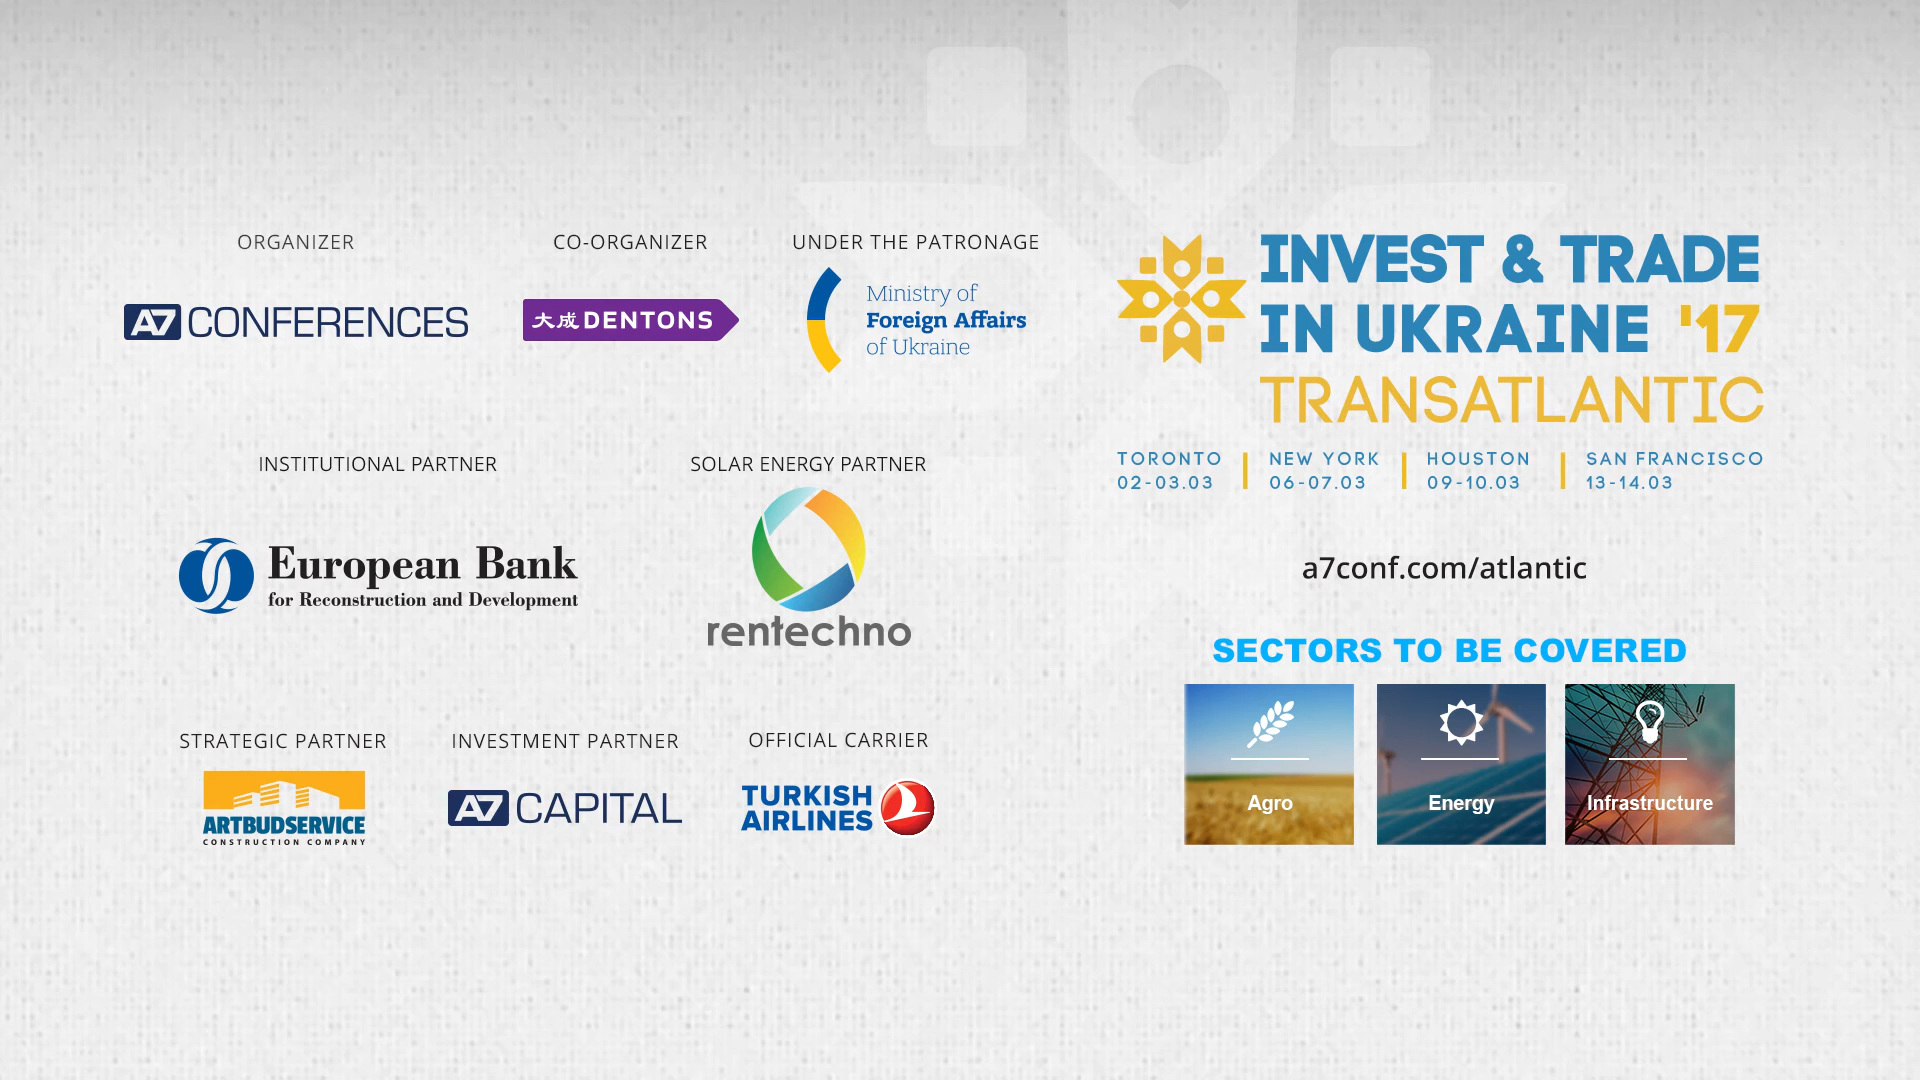 ORGANIZER
A7 CONFERENCES
CO-ORGANIZER
大成 DENTONS
UNDER THE PATRONAGE
Ministry of
Foreign Affairs
of Ukraine
INSTITUTIONAL PARTNER
European Bank
for Reconstruction and Development
SOLAR ENERGY PARTNER
rentechno
STRATEGIC PARTNER
ARTBUDSERVICE
CONSTRUCTION COMPANY
INVESTMENT PARTNER
A7 CAPITAL
OFFICIAL CARRIER
TURKISH
AIRLINES
INVEST & TRADE
IN UKRAINE '17
TRANSATLANTIC
TORONTO
02-03.03
NEW YORK
06-07.03
HOUSTON
09-10.03
SAN FRANCISCO
13-14.03
a7conf.com/atlantic
SECTORS TO BE COVERED
Agro
Energy
Infrastructure